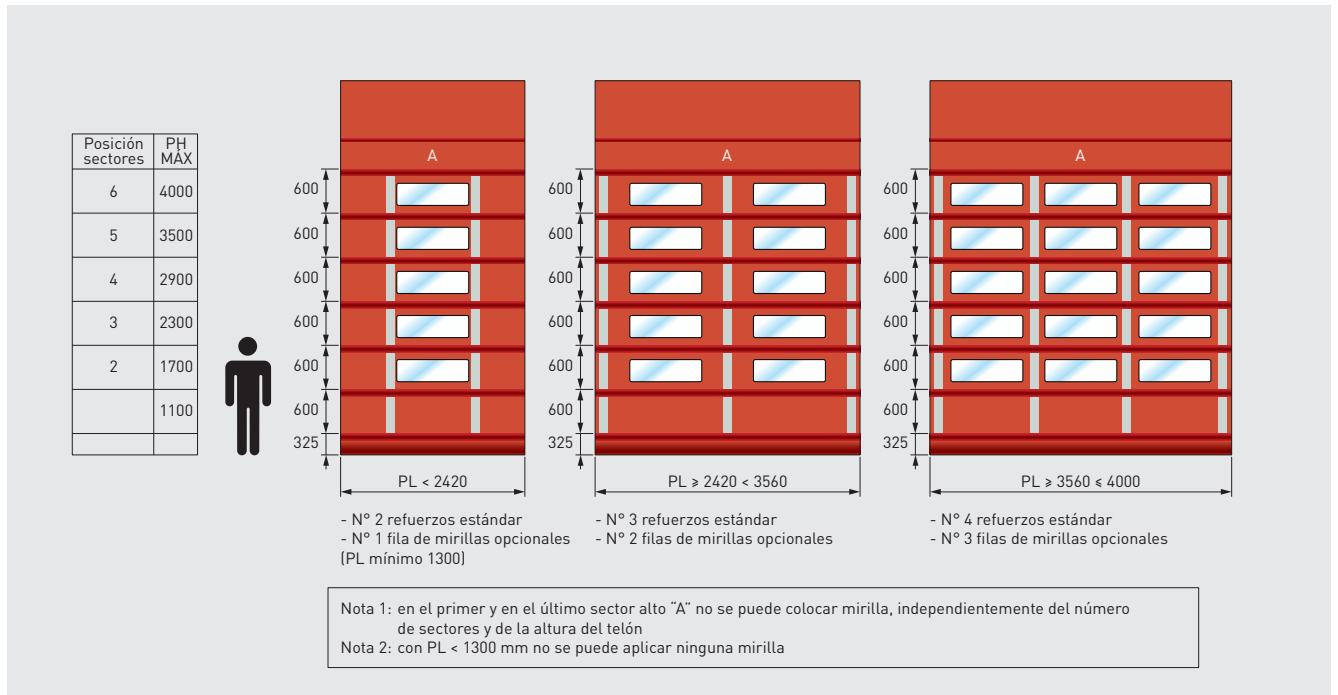 Posición PH
sectores MÁX
6 4000
5 3500
4 2900
3 2300
2 1700
1100
A
600
600
600
600
600
600
325
PL < 2420
- N° 2 refuerzos estándar
- N° 1 fila de mirillas opcionales
(PL mínimo 1300)
A
600
600
600
600
600
600
325
PL ≥ 2420 < 3560
- N° 3 refuerzos estándar
- N° 2 filas de mirillas opcionales
A
600
600
600
600
600
600
325
PL ≥ 3560 ≤ 4000
- N° 4 refuerzos estándar
- N° 3 filas de mirillas opcionales
Nota 1: en el primer y en el último sector alto “A” no se puede colocar mirilla, independientemente del número
de sectores y de la altura del telón
Nota 2: con PL < 1300 mm no se puede aplicar ninguna mirilla